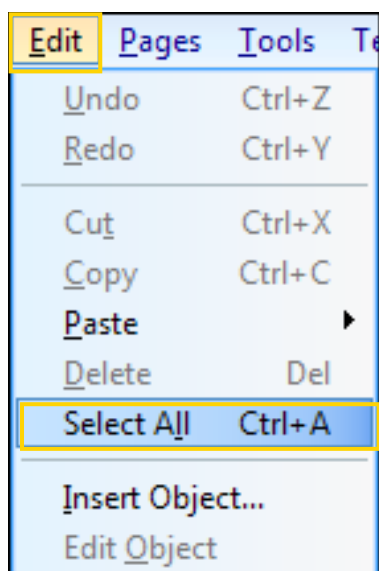 Edit Pages Tools
Undo Ctrl+Z
Redo Ctrl+Y
Cut Ctrl+X
Copy Ctrl+C
Paste
Delete Del
Select All Ctrl+A
Insert Object...
Edit Object